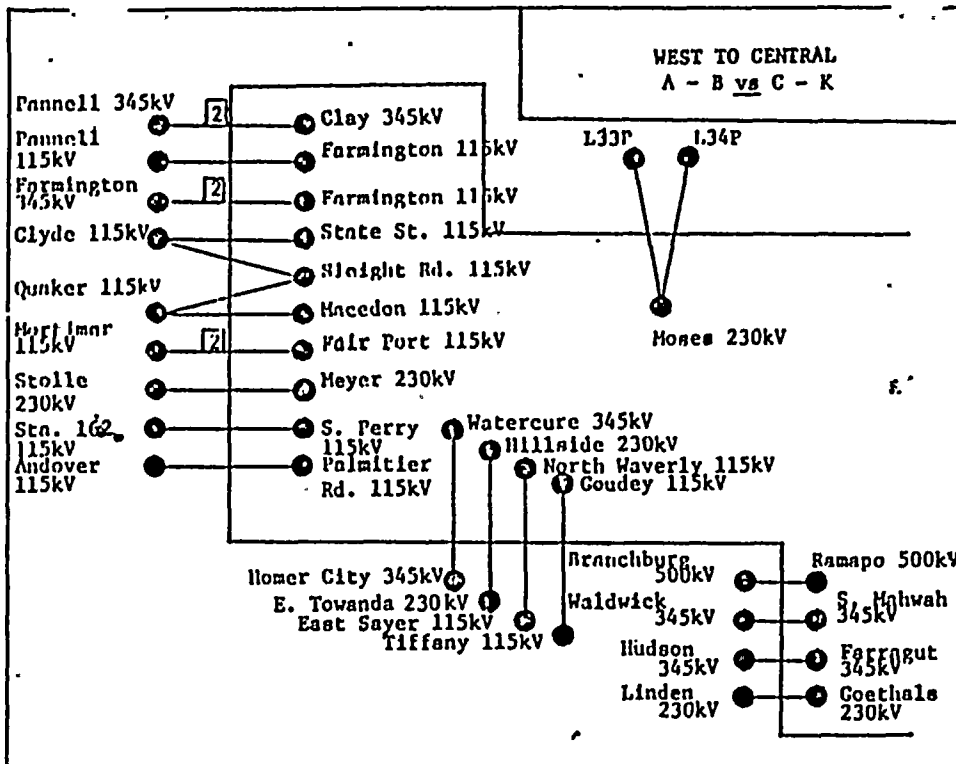 WEST TO CENTRAL
A - B vs C - K
Pannell 345kV
2
Clay 345kV
Pannell
115kV
Farmington 115kV
Farmington
345kV
2
Farmington 115kV
Clyde 115kV
State St. 115kV
Sleight Rd. 115kV
Quaker 115kV
Macedon 115kV
Mortimer
115kV
2
Fair Port 115kV
Stolle
230kV
Meyer 230kV
Stn. 162
115kV
S. Perry
115kV
Andover
115kV
Palmitier
Rd. 115kV
L33P
L34P
Moses 230kV
Watercure 345kV
Hillside 230kV
North Waverly 115kV
Goudey 115kV
Homer City 345kV
E. Towanda 230kV
East Sayer 115kV
Tiffany 115kV
Branchburg
500kV
Ramapo 500kV
Waldwick
345kV
S. Mahwah
345kV
Hudson
345kV
Farragut
345kV
Linden
230kV
Goethals
230kV